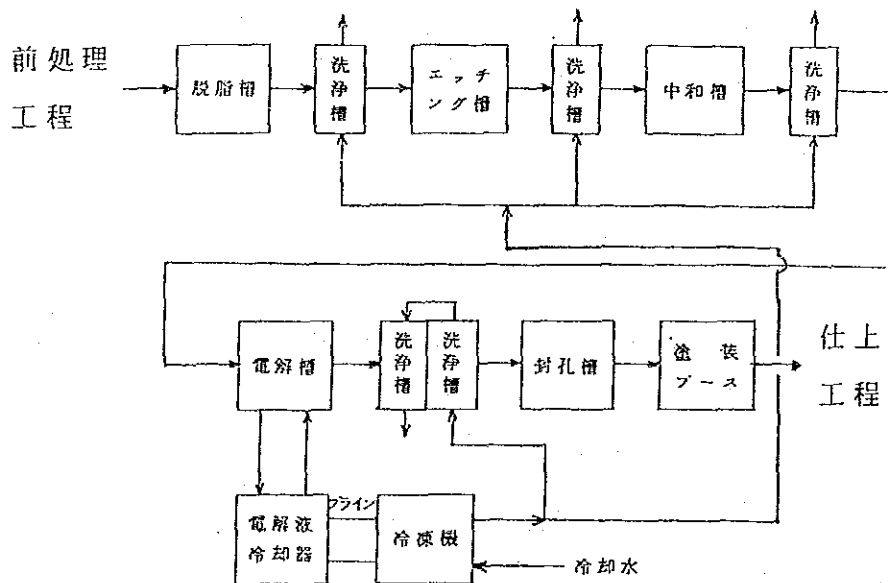 前処理
工程
脱脂槽
洗浄槽
エッチ
ング槽
洗浄槽
中和槽
洗浄槽
電解槽
洗浄槽
洗浄槽
封孔槽
塗装
ブース
仕上
工程
電解液
冷却器
ブライン
冷凍機
冷却水